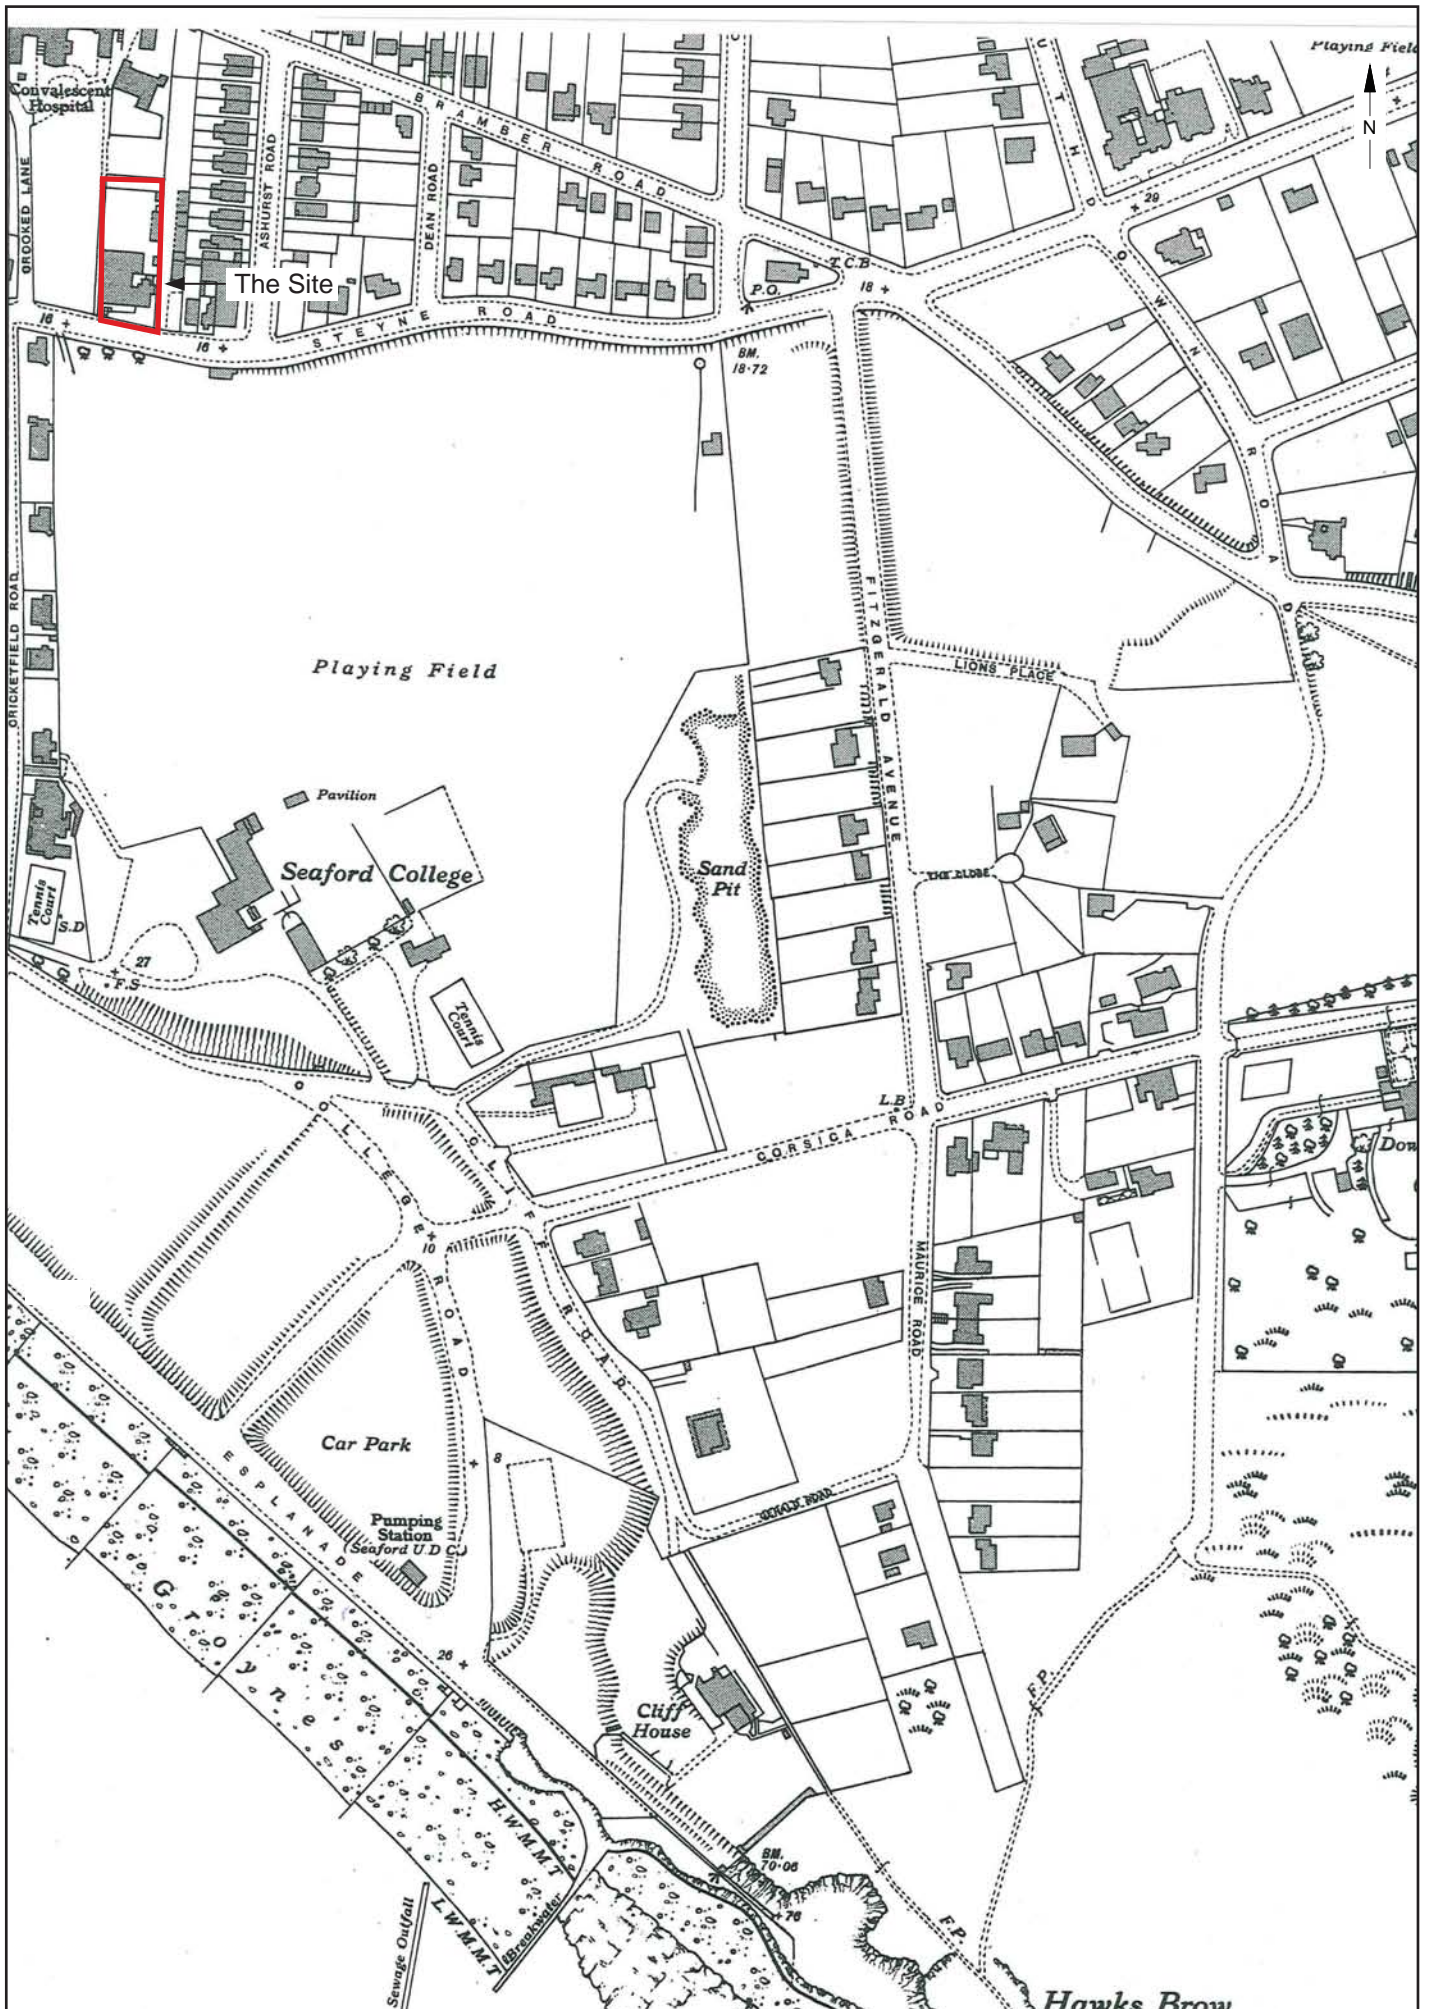 Playing Field
N
Convalescent
Hospital
CROOKED LANE
ASHURST ROAD
DEAN ROAD
BRAMBER ROAD
The Site
STEYNE ROAD
16
16
P.O.
T.C.B
18
29
BM.
18·72
DOWNS ROAD
CRICKETFIELD ROAD
Playing Field
FITZGERALD AVENUE
LIONS PLACE
Pavilion
Seaford College
Sand
Pit
THE CLOSE
Tennis
Court
S.D
27
F.S
Tennis
Court
COLLEGE ROAD
CLIFF ROAD
L.B
CORSICA ROAD
10
MAURICE ROAD
Car Park
8
ESPLANADE
Pumping
Station
(Seaford U.D.C.)
26
Groynes
Cliff
House
F.P.
H.W.M.M.T
L.W.M.M.T
Breakwater
Sewage Outfall
BM.
70·06
76
F.P.
Hawks Brow